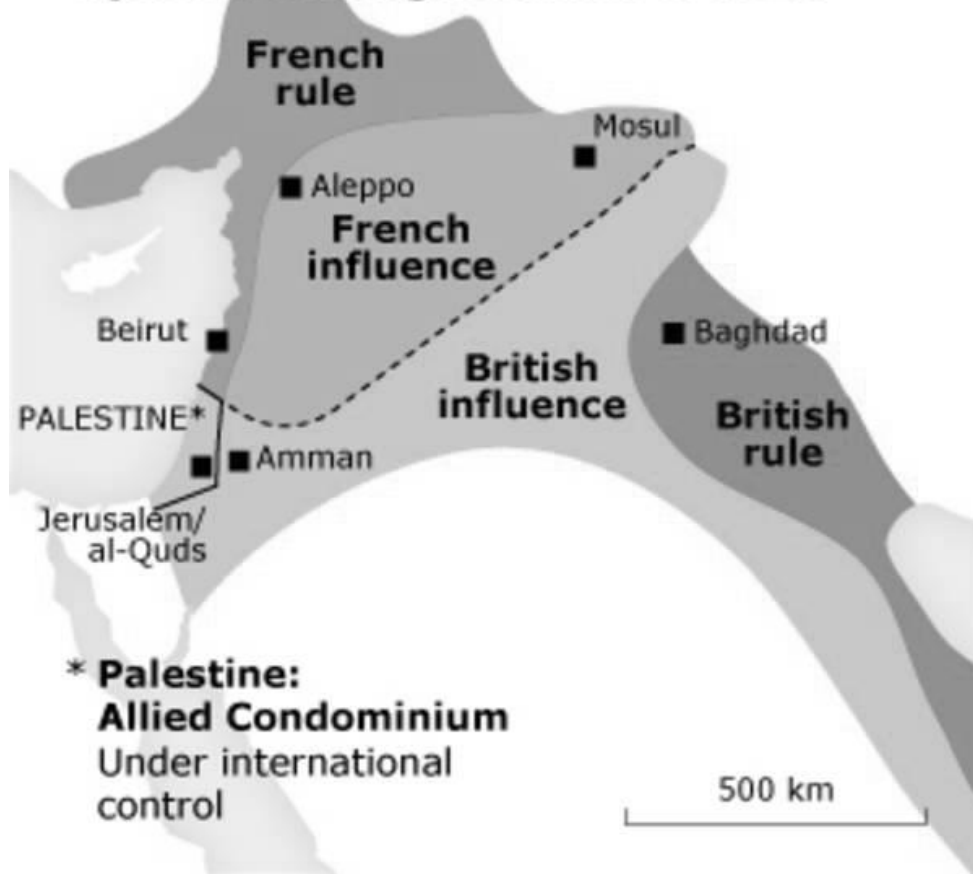 French
rule
Mosul
Aleppo
French
influence
Beirut
Baghdad
British
influence
PALESTINE*
British
rule
Amman
Jerusalem/
al-Quds
* Palestine:
Allied Condominium
Under international
control
500 km